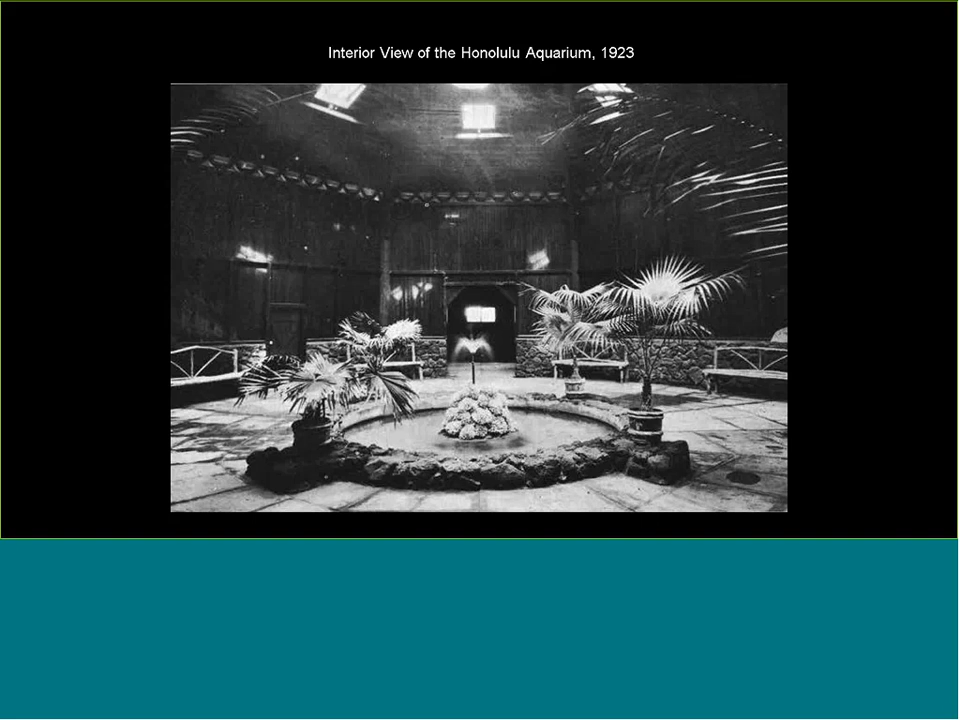 Interior View of the Honolulu Aquarium, 1923